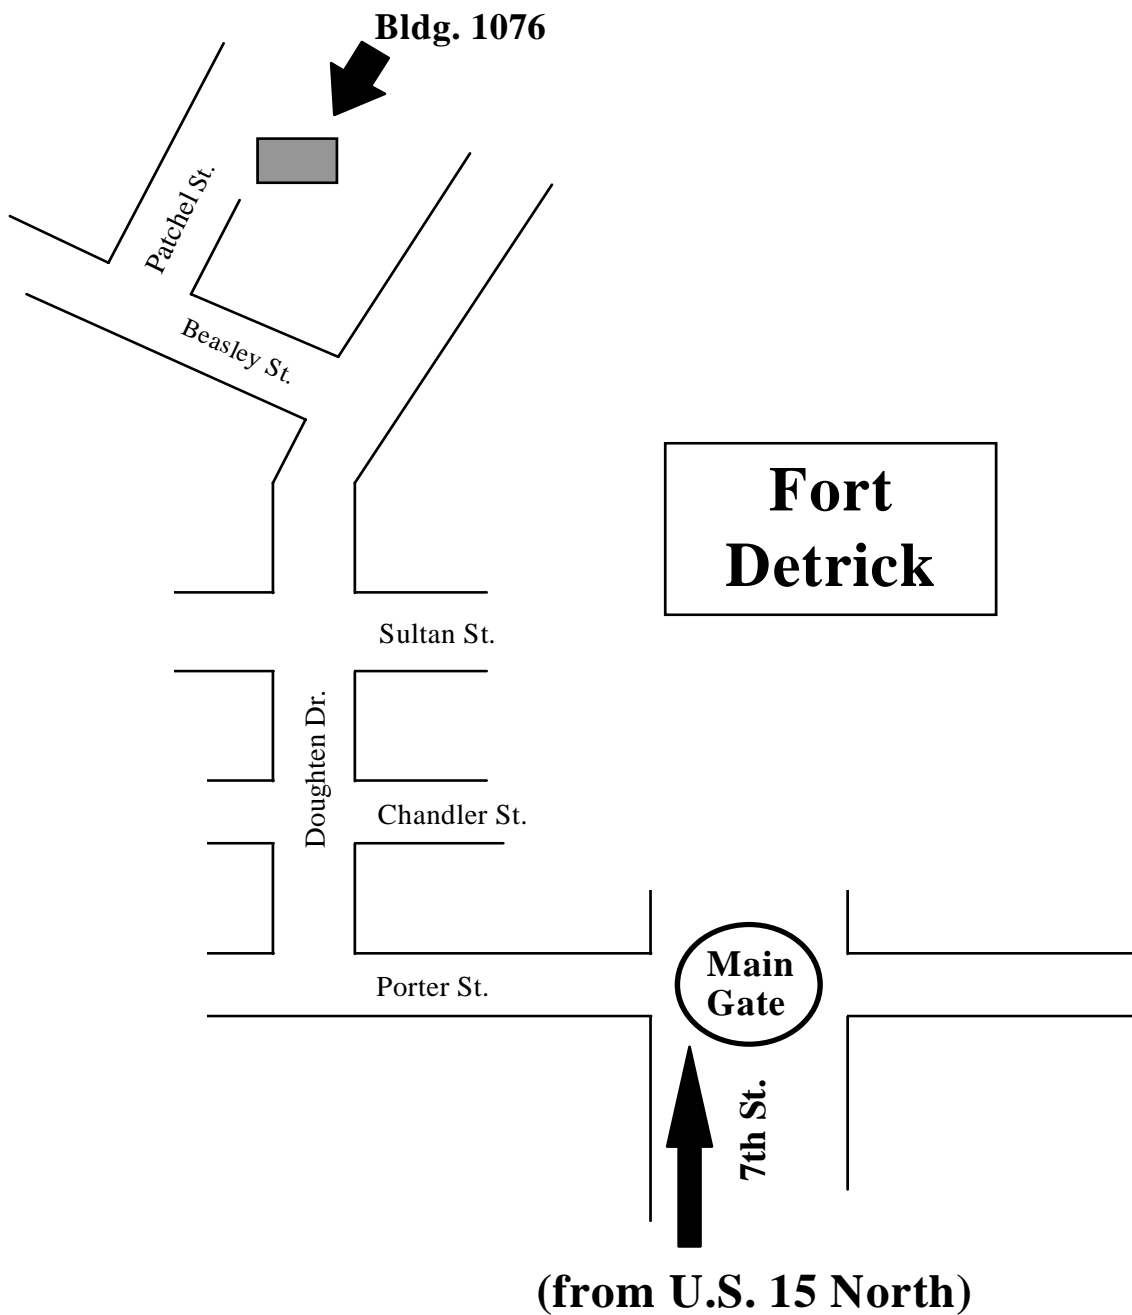 Bldg. 1076
Patchel St.
Beasley St.
Fort
Detrick
Sultan St.
Doughten Dr.
Chandler St.
Main
Gate
Porter St.
7th St.
(from U.S. 15 North)